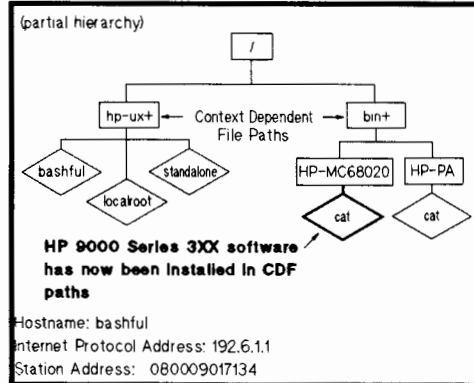 (partial hierarchy)
/
hp-ux+
Context Dependent
File Paths
bin+
bashful
localroot
standalone
HP-MC68020
HP-PA
cat
cat
HP 9000 Series 3XX software
has now been installed in CDF
paths
Hostname: bashful
Internet Protocol Address: 192.6.1.1
Station Address: 080009017134